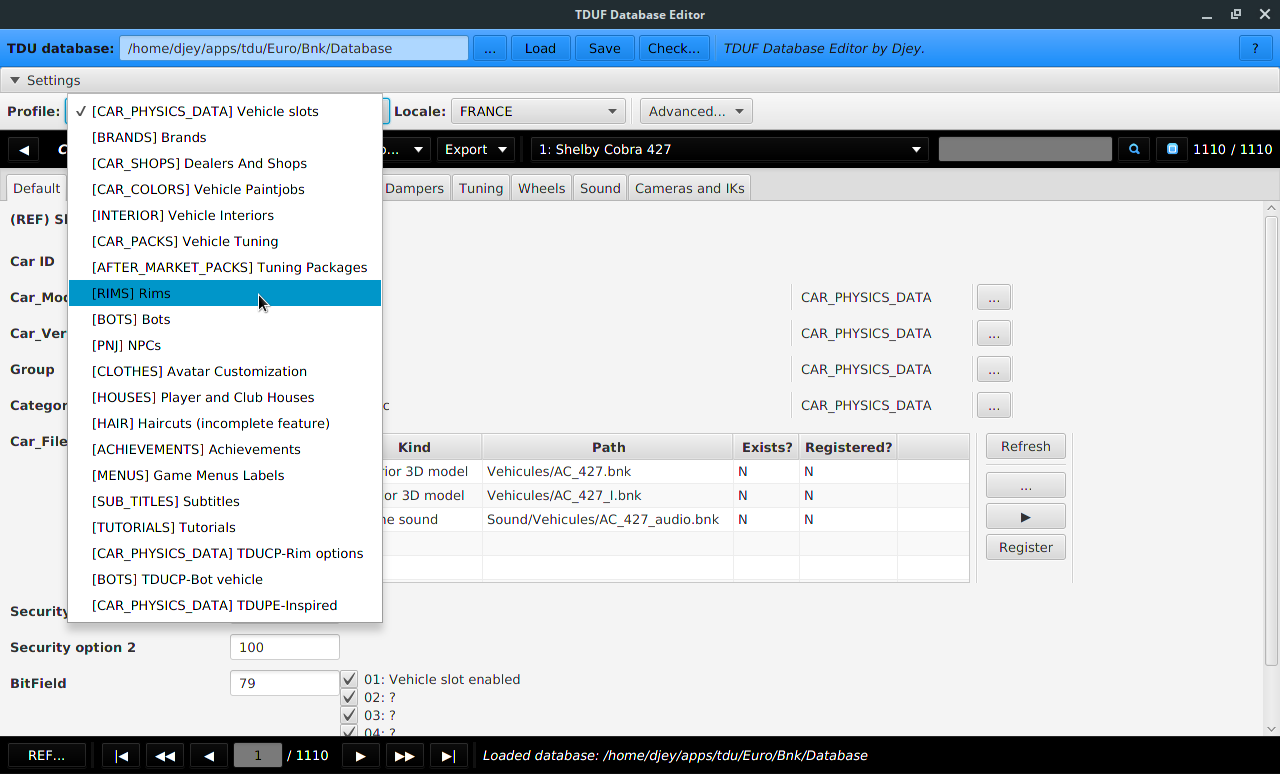 TDUF Database Editor
TDU database: /home/djey/apps/tdu/Euro/Bnk/Database ... Load Save Check... TDUF Database Editor by Djey. ?
Settings
Profile: Locale: FRANCE Advanced...
✓ [CAR_PHYSICS_DATA] Vehicle slots
[BRANDS] Brands
[CAR_SHOPS] Dealers And Shops
[CAR_COLORS] Vehicle Paintjobs
[INTERIOR] Vehicle Interiors
[CAR_PACKS] Vehicle Tuning
[AFTER_MARKET_PACKS] Tuning Packages
[RIMS] Rims
[BOTS] Bots
[PNJ] NPCs
[CLOTHES] Avatar Customization
[HOUSES] Player and Club Houses
[HAIR] Haircuts (incomplete feature)
[ACHIEVEMENTS] Achievements
[MENUS] Game Menus Labels
[SUB_TITLES] Subtitles
[TUTORIALS] Tutorials
[CAR_PHYSICS_DATA] TDUCP-Rim options
[BOTS] TDUCP-Bot vehicle
[CAR_PHYSICS_DATA] TDUPE-Inspired
◀ C o... Export 1: Shelby Cobra 427 1110 / 1110
Default Dampers Tuning Wheels Sound Cameras and IKs
(REF) Sl
Car ID
Car_Moc CAR_PHYSICS_DATA ...
Car_Ver CAR_PHYSICS_DATA ...
Group CAR_PHYSICS_DATA ...
Categor c CAR_PHYSICS_DATA ...
Car_File Kind Path Exists? Registered? Refresh
rior 3D model Vehicules/AC_427.bnk N N
or 3D model Vehicules/AC_427_I.bnk N N ...
ne sound Sound/Vehicules/AC_427_audio.bnk N N ▶
Register
Security
Security option 2 100
BitField 79 01: Vehicle slot enabled
02: ?
03: ?
04: ?
REF... |◀ ◀◀ ◀ 1 / 1110 ▶ ▶▶ ▶| Loaded database: /home/djey/apps/tdu/Euro/Bnk/Database